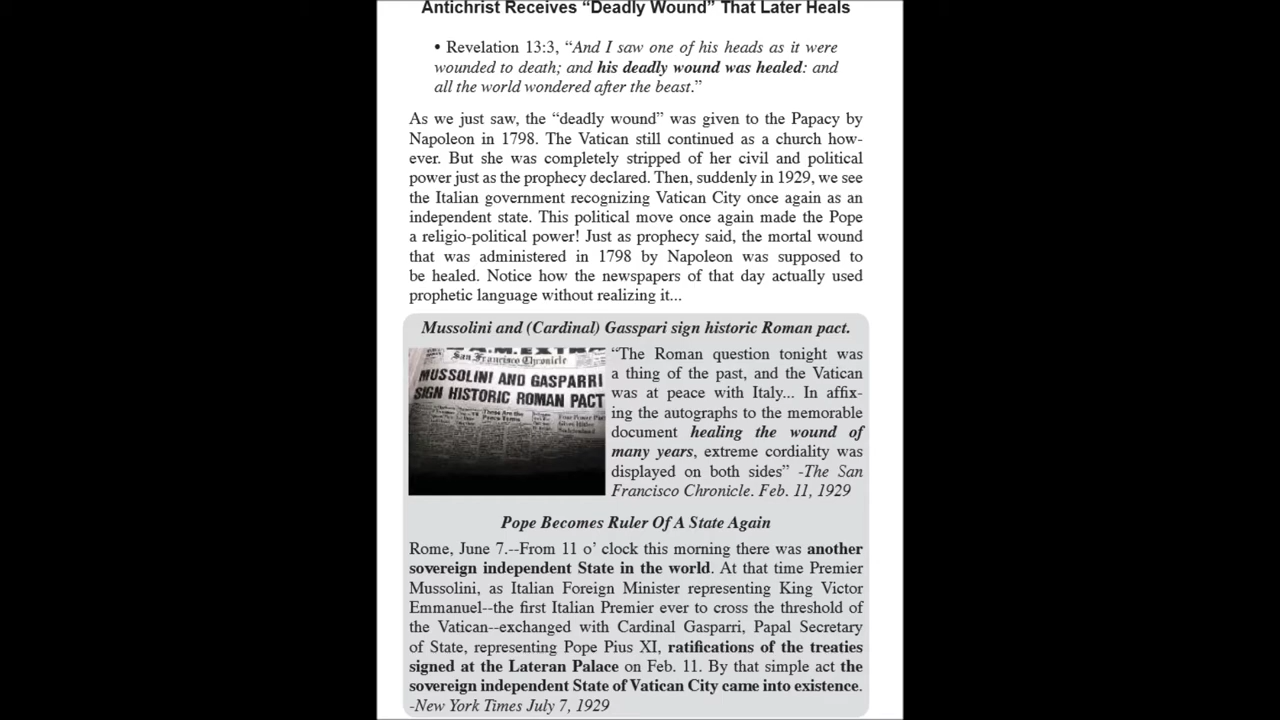 Antichrist Receives “Deadly Wound” That Later Heals
• Revelation 13:3, “And I saw one of his heads as it were
wounded to death; and his deadly wound was healed: and
all the world wondered after the beast.”
As we just saw, the “deadly wound” was given to the Papacy by
Napoleon in 1798. The Vatican still continued as a church how-
ever. But she was completely stripped of her civil and political
power just as the prophecy declared. Then, suddenly in 1929, we see
the Italian government recognizing Vatican City once again as an
independent state. This political move once again made the Pope
a religio-political power! Just as prophecy said, the mortal wound
that was administered in 1798 by Napoleon was supposed to
be healed. Notice how the newspapers of that day actually used
prophetic language without realizing it...
Mussolini and (Cardinal) Gasspari sign historic Roman pact.
San Francisco Chronicle
MUSSOLINI AND GASPARRI
SIGN HISTORIC ROMAN PACT
“The Roman question tonight was
a thing of the past, and the Vatican
was at peace with Italy... In affix-
ing the autographs to the memorable
document healing the wound of
many years, extreme cordiality was
displayed on both sides” -The San
Francisco Chronicle. Feb. 11, 1929
Pope Becomes Ruler Of A State Again
Rome, June 7.--From 11 o’ clock this morning there was another
sovereign independent State in the world. At that time Premier
Mussolini, as Italian Foreign Minister representing King Victor
Emmanuel--the first Italian Premier ever to cross the threshold of
the Vatican--exchanged with Cardinal Gasparri, Papal Secretary
of State, representing Pope Pius XI, ratifications of the treaties
signed at the Lateran Palace on Feb. 11. By that simple act the
sovereign independent State of Vatican City came into existence.
-New York Times July 7, 1929